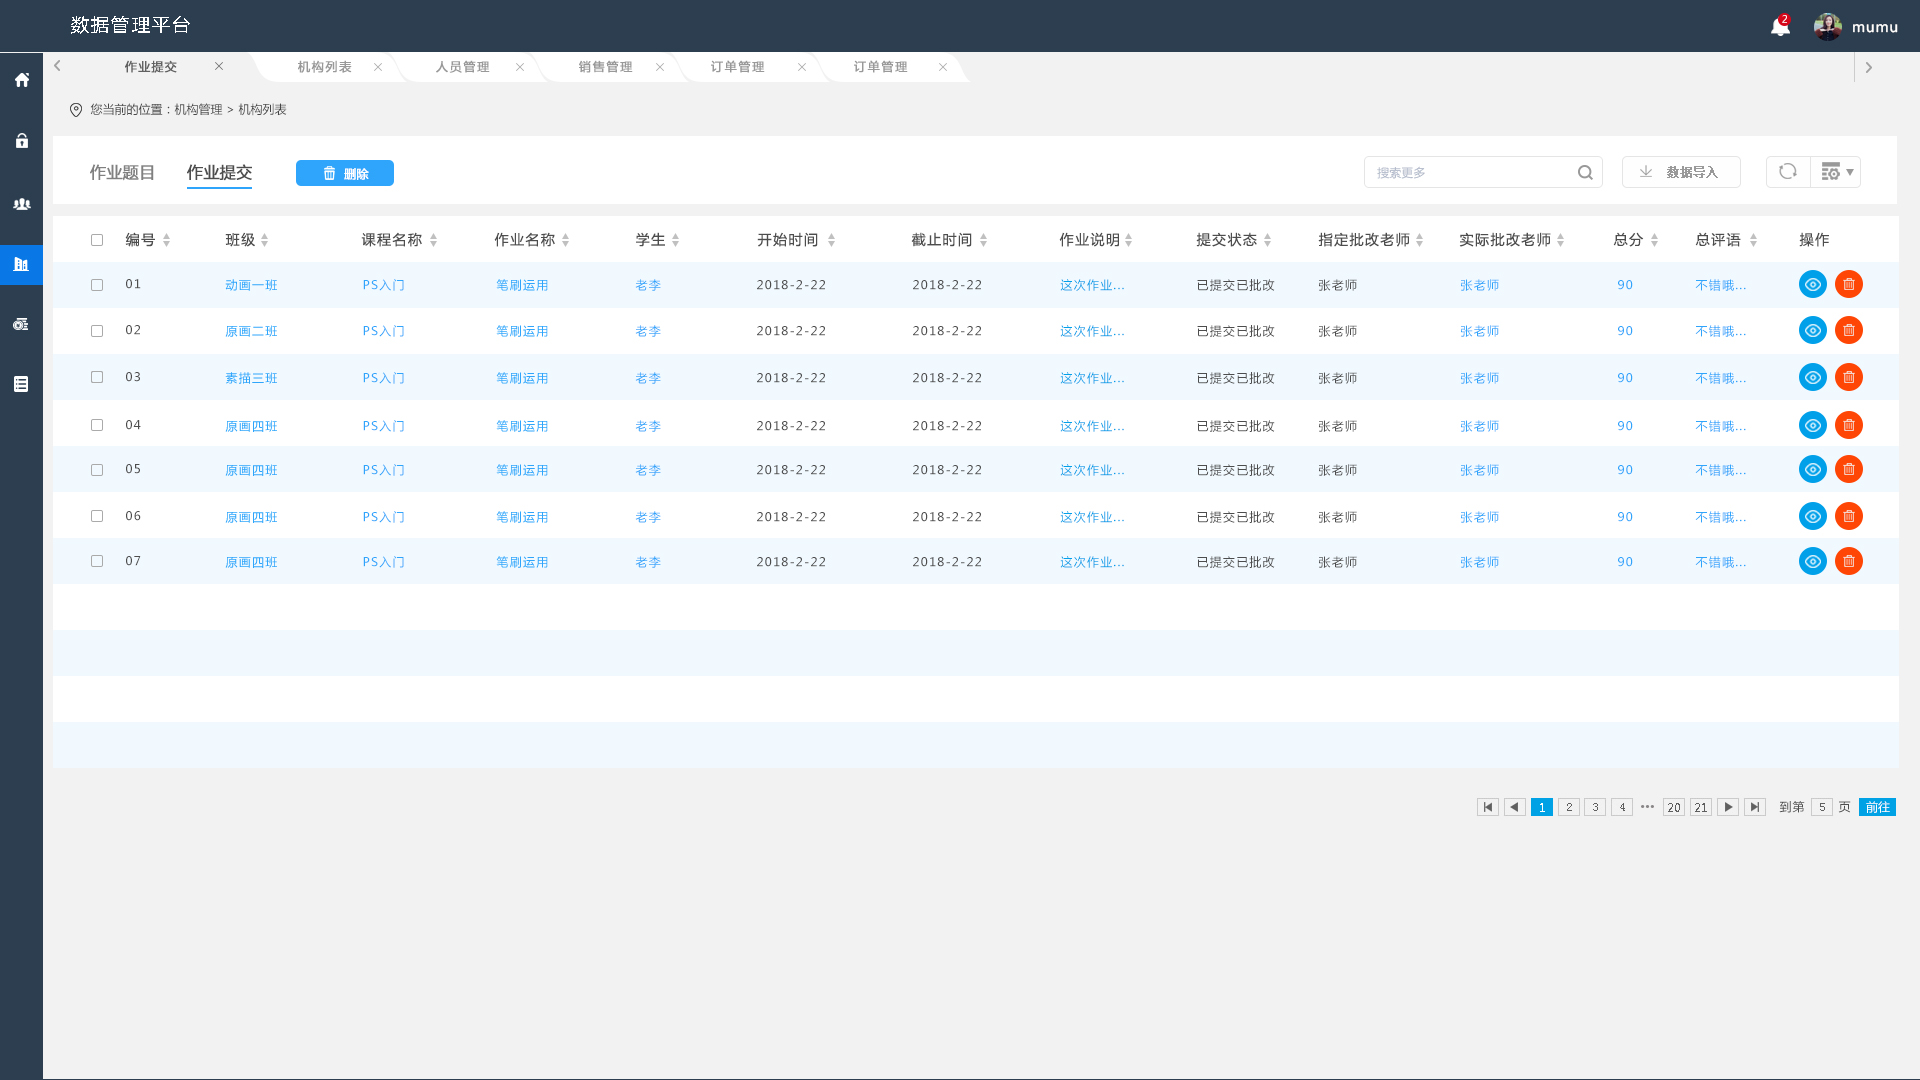 数据管理平台
2
mumu
作业提交 机构列表 人员管理 销售管理 订单管理 订单管理
您当前的位置：机构管理 > 机构列表
作业题目 作业提交 删除 搜索更多 数据导入
编号 班级 课程名称 作业名称 学生 开始时间 截止时间 作业说明 提交状态 指定批改老师 实际批改老师 总分 总评语 操作
01 动画一班 PS入门 笔刷运用 老李 2018-2-22 2018-2-22 这次作业... 已提交已批改 张老师 张老师 90 不错哦...
02 原画二班 PS入门 笔刷运用 老李 2018-2-22 2018-2-22 这次作业... 已提交已批改 张老师 张老师 90 不错哦...
03 素描三班 PS入门 笔刷运用 老李 2018-2-22 2018-2-22 这次作业... 已提交已批改 张老师 张老师 90 不错哦...
04 原画四班 PS入门 笔刷运用 老李 2018-2-22 2018-2-22 这次作业... 已提交已批改 张老师 张老师 90 不错哦...
05 原画四班 PS入门 笔刷运用 老李 2018-2-22 2018-2-22 这次作业... 已提交已批改 张老师 张老师 90 不错哦...
06 原画四班 PS入门 笔刷运用 老李 2018-2-22 2018-2-22 这次作业... 已提交已批改 张老师 张老师 90 不错哦...
07 原画四班 PS入门 笔刷运用 老李 2018-2-22 2018-2-22 这次作业... 已提交已批改 张老师 张老师 90 不错哦...
1 2 3 4 ··· 20 21 到第 5 页 前往